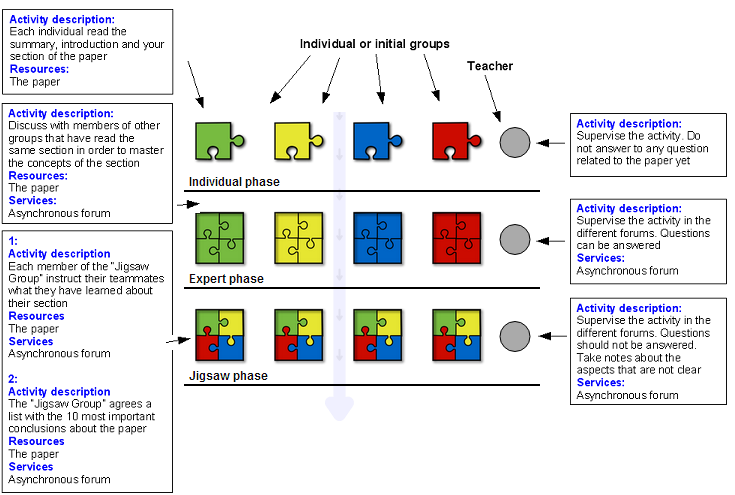 Activity description:
Each individual read the
summary, introduction and your
section of the paper
Resources:
The paper
Individual or initial groups
Teacher
Activity description:
Discuss with members of other
groups that have read the
same section in order to master
the concepts of the section
Resources:
The paper
Services:
Asynchronous forum
Activity description:
Supervise the activity. Do
not answer to any question
related to the paper yet
Individual phase
Activity description:
Supervise the activity in the
different forums. Questions
can be answered
Services:
Asynchronous forum
Expert phase
1:
Activity description
Each member of the "Jigsaw
Group" instruct their teammates
what they have learned about
their section
Resources
The paper
Services
Asynchronous forum
2:
Activity description
The "Jigsaw Group" agrees a
list with the 10 most important
conclusions about the paper
Resources
The paper
Services
Asynchronous forum
Activity description:
Supervise the activity in the
different forums. Questions
should not be answered.
Take notes about the
aspects that are not clear
Services:
Asynchronous forum
Jigsaw phase